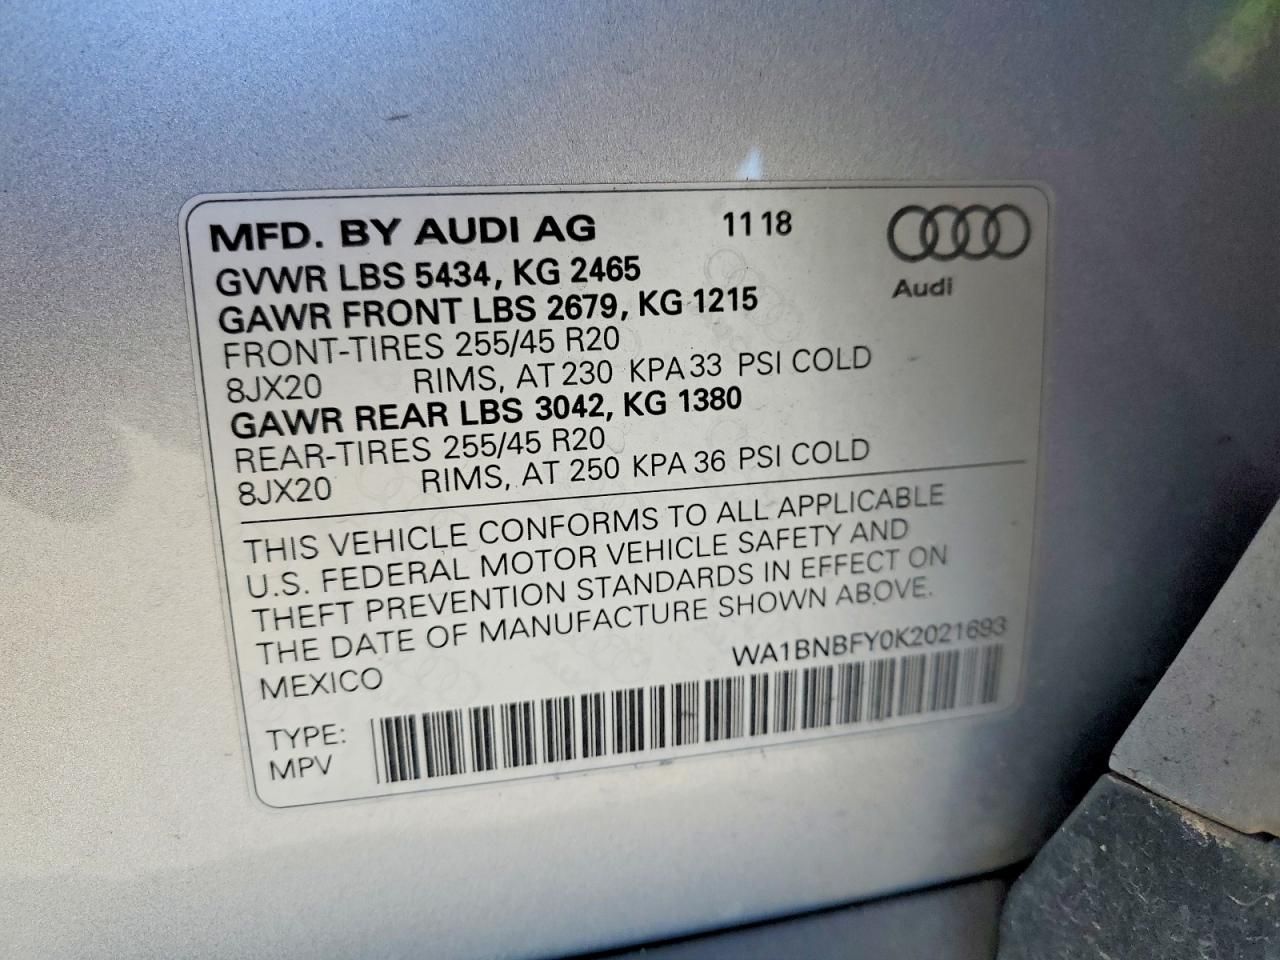 MFD. BY AUDI AG 11 18
Audi
GVWR LBS 5434, KG 2465
GAWR FRONT LBS 2679, KG 1215
FRONT-TIRES 255/45 R20
8JX20 RIMS, AT 230 KPA 33 PSI COLD
GAWR REAR LBS 3042, KG 1380
REAR-TIRES 255/45 R20
8JX20 RIMS, AT 250 KPA 36 PSI COLD
THIS VEHICLE CONFORMS TO ALL APPLICABLE
U.S. FEDERAL MOTOR VEHICLE SAFETY AND
THEFT PREVENTION STANDARDS IN EFFECT ON
THE DATE OF MANUFACTURE SHOWN ABOVE.
MEXICO WA1BNBFY0K2021693
TYPE:
MPV